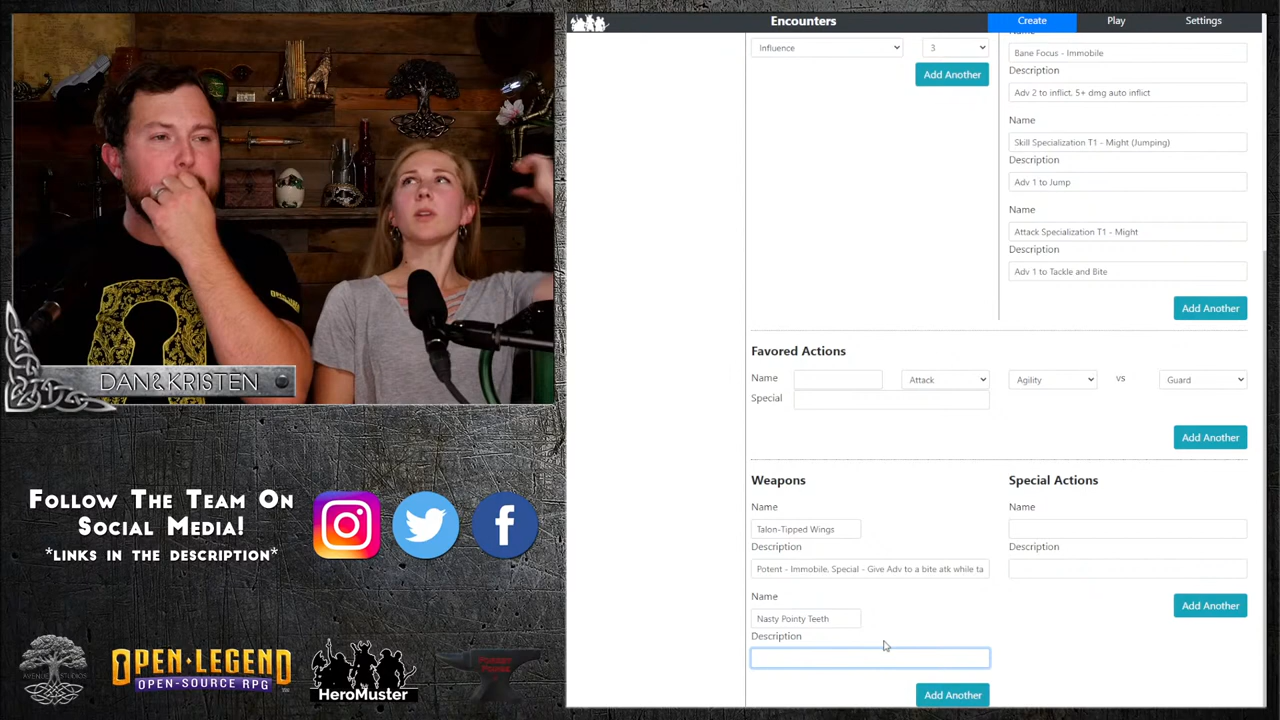 Encounters
Create
Play
Settings
Influence
3
Add Another
Name
Bane Focus - Immobile
Description
Adv 2 to inflict. 5+ dmg auto inflict
Name
Skill Specialization T1 - Might (Jumping)
Description
Adv 1 to Jump
Name
Attack Specialization T1 - Might
Description
Adv 1 to Tackle and Bite
Add Another
Favored Actions
Name
Attack
Agility
vs
Guard
Special
Add Another
Weapons
Name
Talon-Tipped Wings
Description
Potent - Immobile. Special - Give Adv to a bite atk while ta
Name
Nasty Pointy Teeth
Description
Add Another
Special Actions
Name
Description
Add Another
DAN & KRISTEN
FOLLOW THE TEAM ON
SOCIAL MEDIA!
*LINKS IN THE DESCRIPTION*
OPEN LEGEND
OPEN-SOURCE RPG
HeroMuster